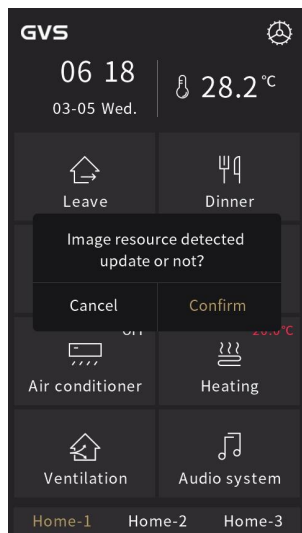 GVS
06 18
03-05 Wed.
28.2°C
Leave
Dinner
Image resource detected
update or not?
Cancel
Confirm
Air conditioner
Heating
Ventilation
Audio system
Home-1
Home-2
Home-3